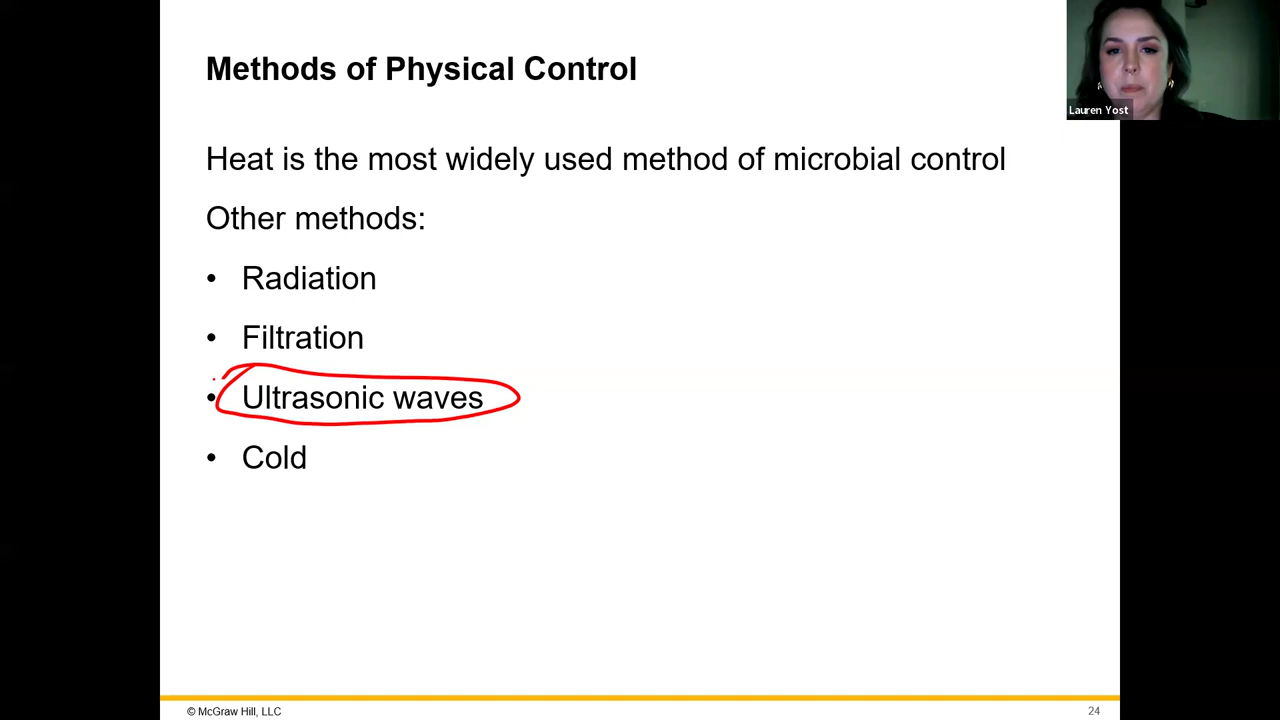 Methods of Physical Control
Lauren Yost
Heat is the most widely used method of microbial control
Other methods:
• Radiation
• Filtration
• Ultrasonic waves
• Cold
© McGraw Hill, LLC
24